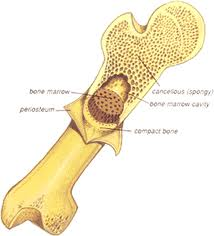 bone marrow
periosteum
cancellous (spongy)
bone marrow cavity
compact bone